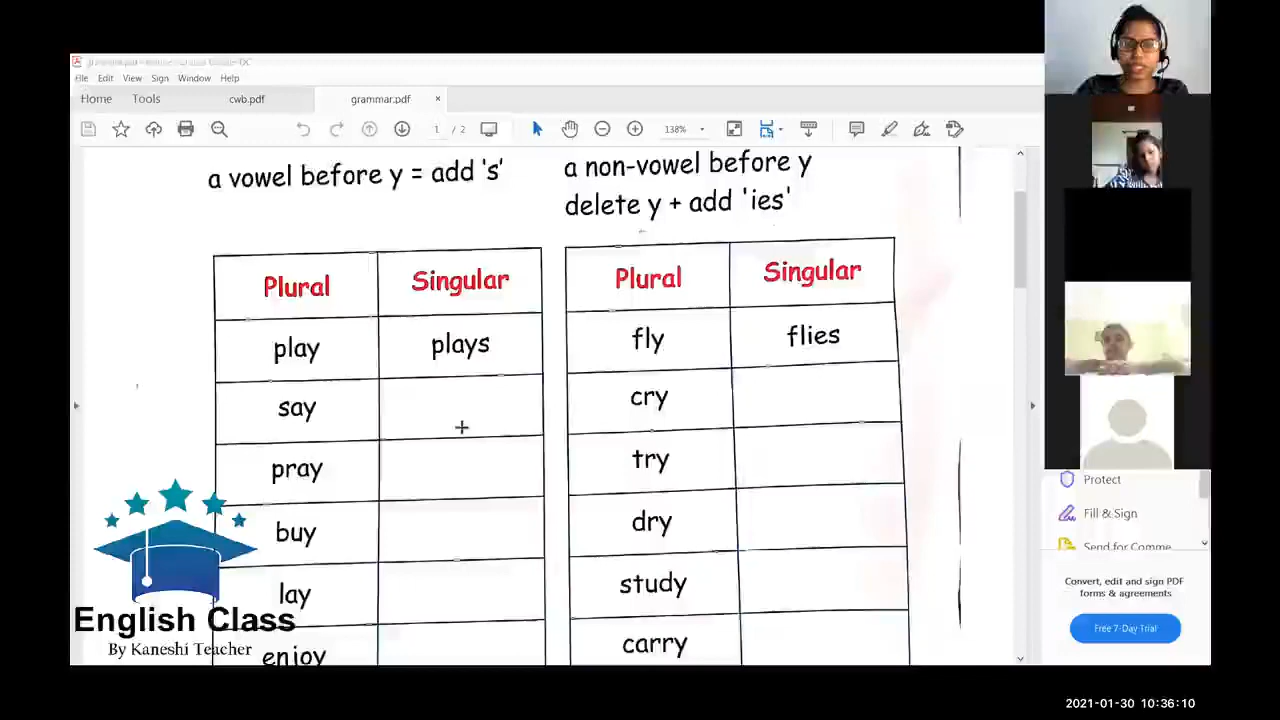 File Edit View Sign Window Help
Home Tools cwb.pdf grammar.pdf ×
1 / 2 138%
a vowel before y = add 's'
a non-vowel before y
delete y + add 'ies'
Plural Singular
play plays
say
pray
buy
lay
enjoy
Plural Singular
fly flies
cry
try
dry
study
carry
English Class
By Kaneshi Teacher
Protect
Fill & Sign
Send for Comme
Convert, edit and sign PDF
forms & agreements
Free 7-Day Trial
2021-01-30 10:36:10